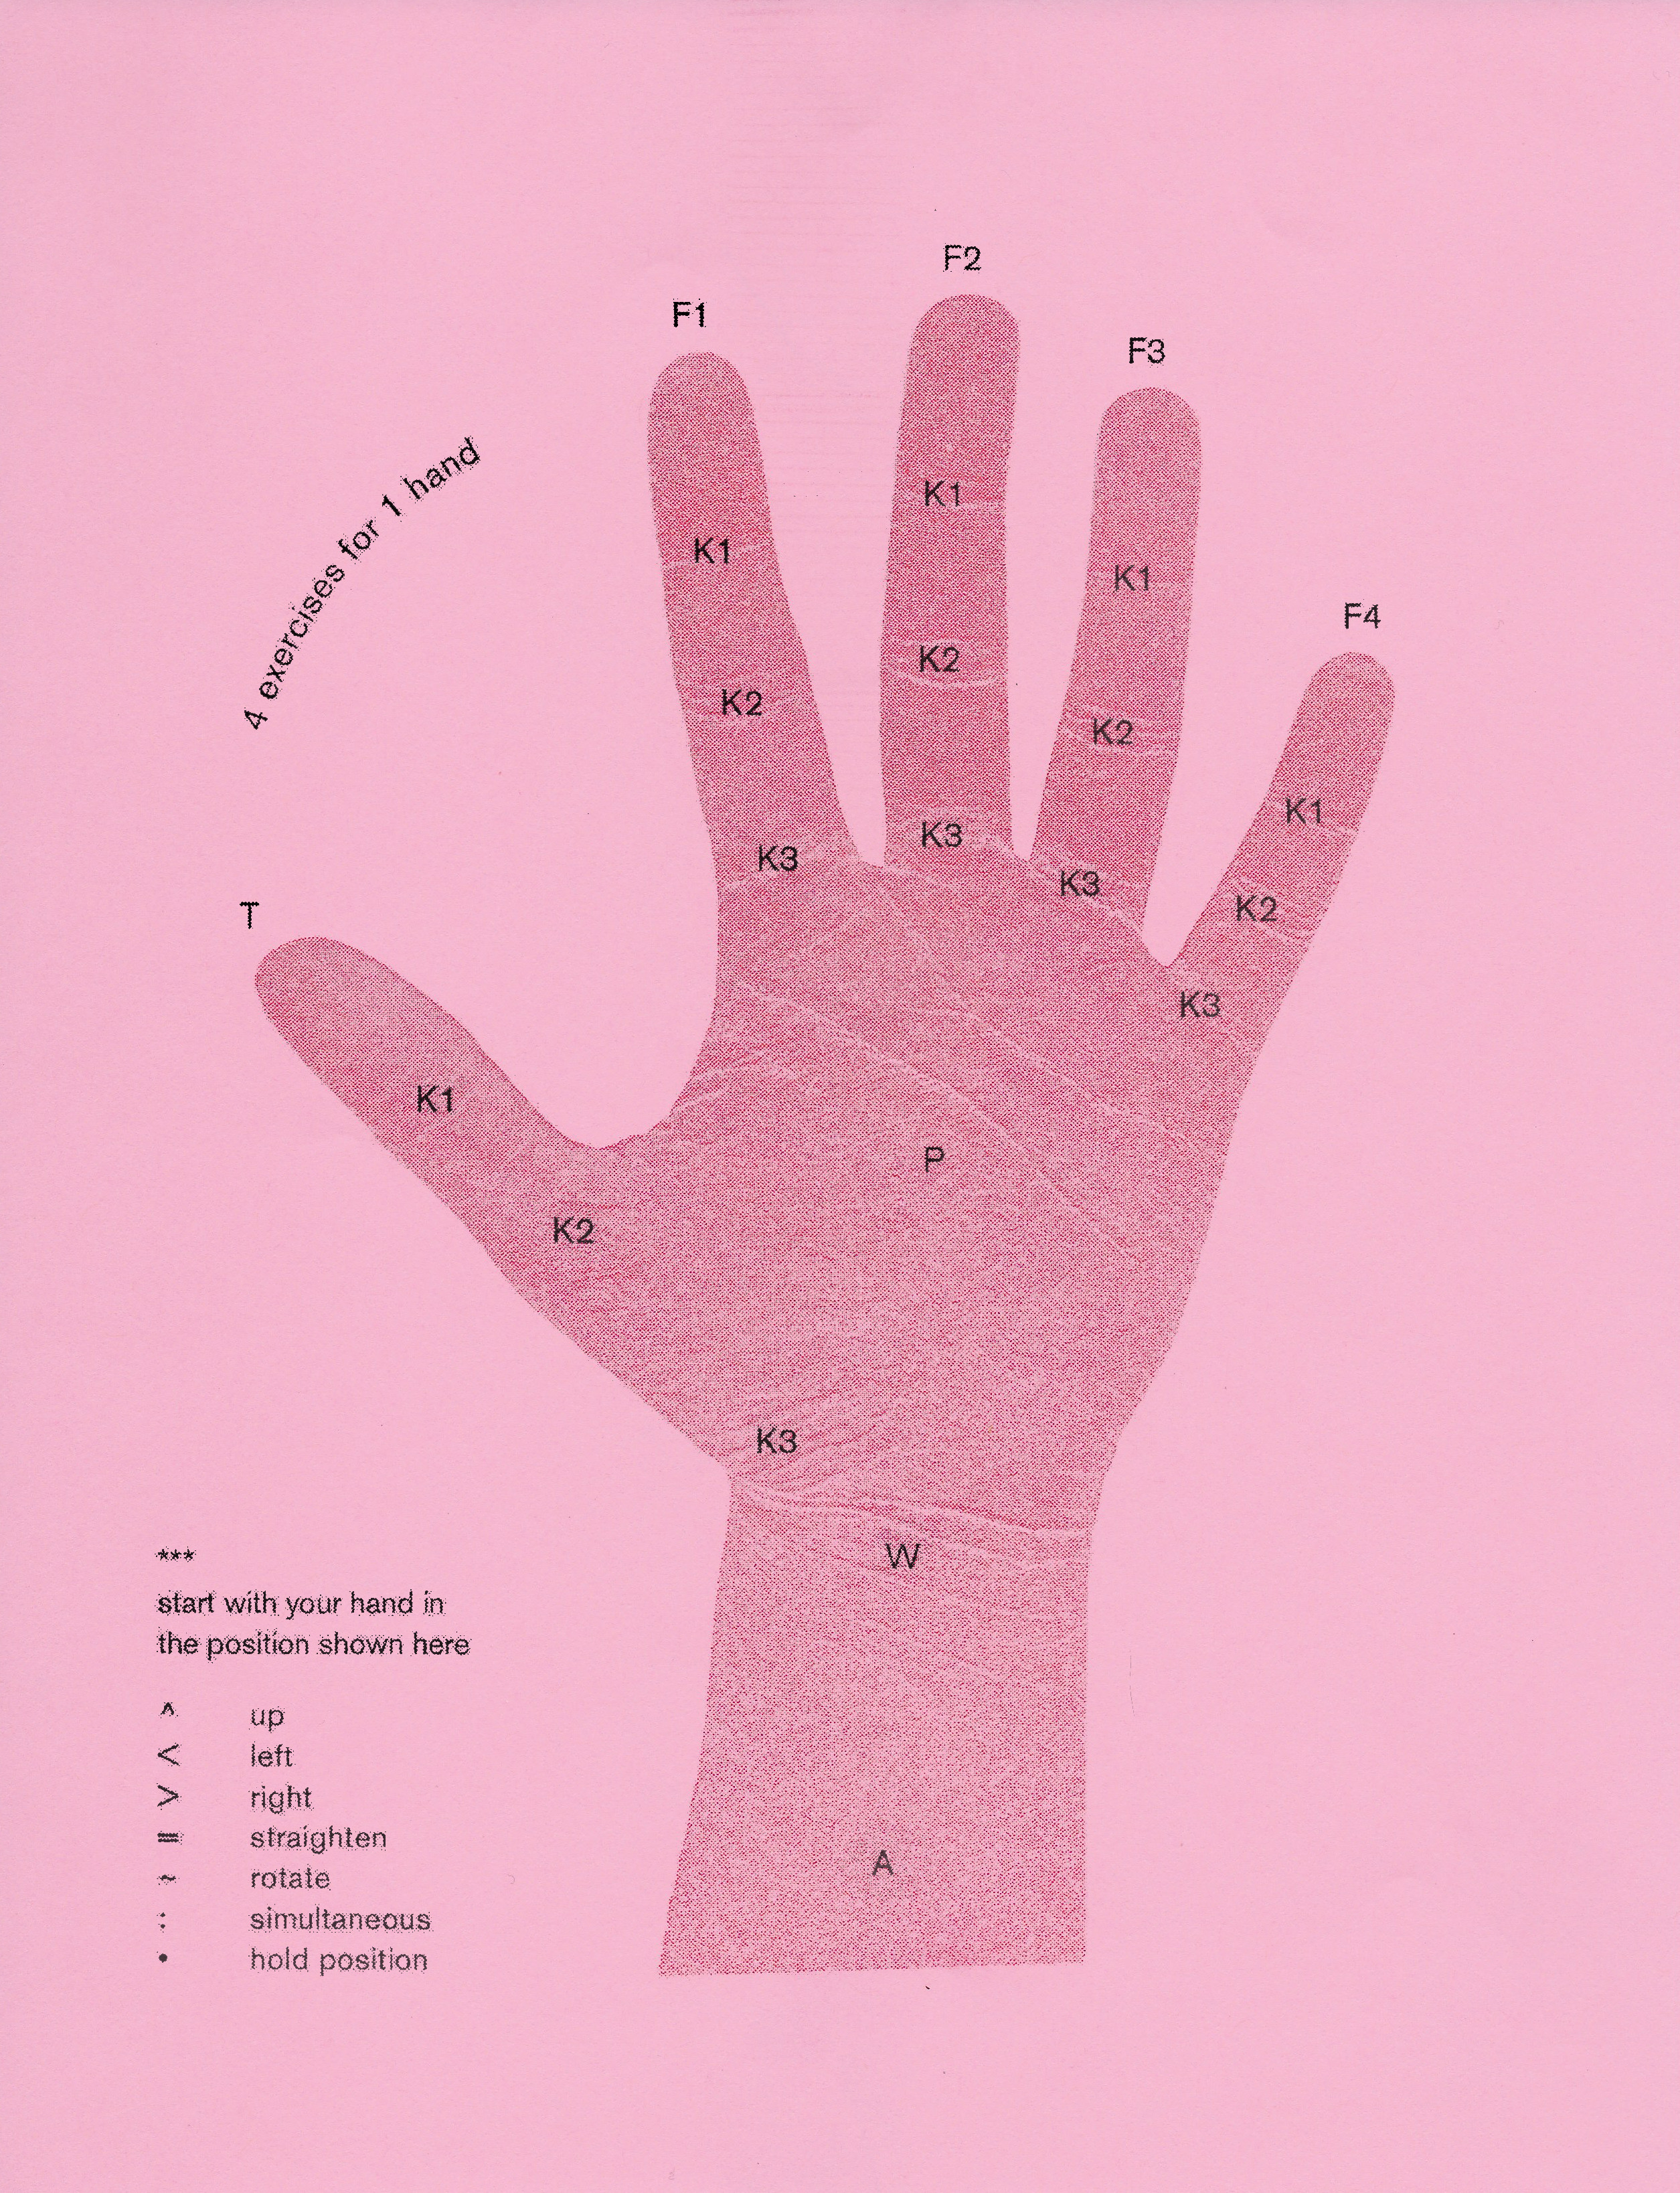 F2
F1
F3
4 exercises for 1 hand
K1
K1
K1
F4
K2
K2
K2
K1
K3
K3
K3
K2
T
K3
K1
P
K2
K3
***
W
start with your hand in
the position shown here
^ up
< left
> right
= straighten
A
~ rotate
: simultaneous
• hold position